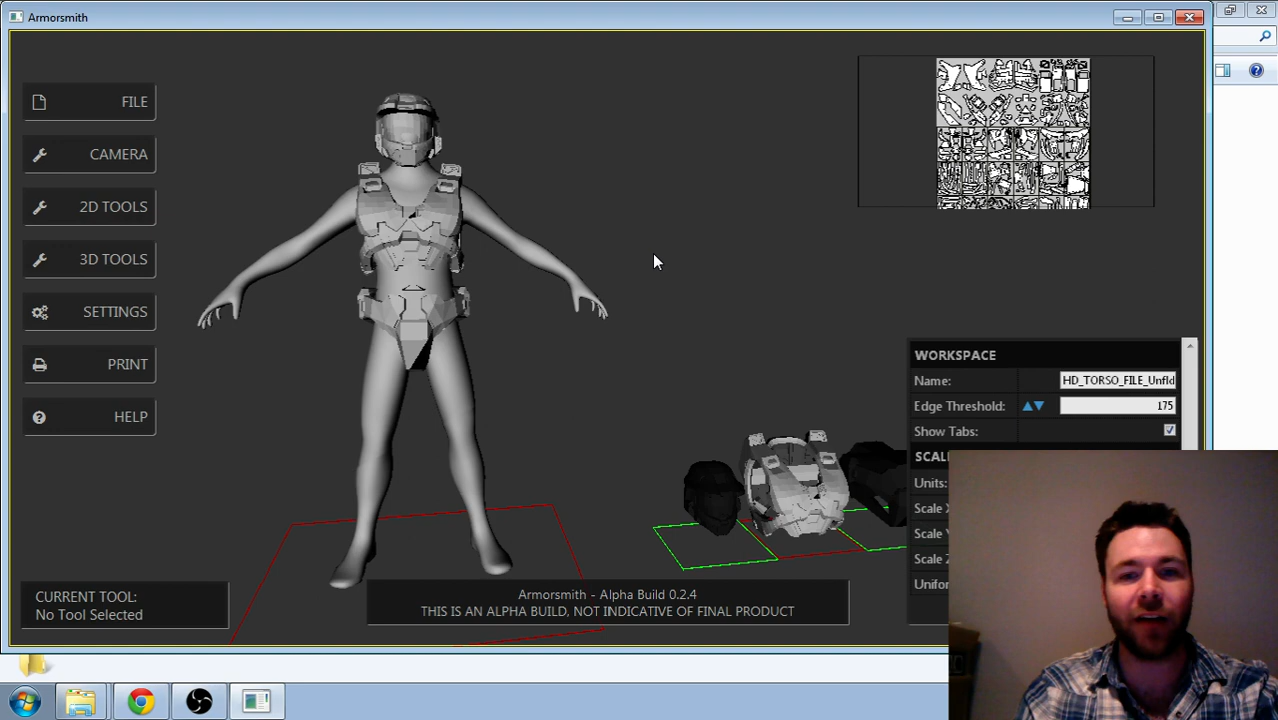 Armorsmith
FILE
CAMERA
2D TOOLS
3D TOOLS
SETTINGS
PRINT
HELP
WORKSPACE
Name: HD_TORSO_FILE_Unfld
Edge Threshold: 175
Show Tabs:
SCAL
Units:
Scale X
Scale Y
Scale Z
Unifor
CURRENT TOOL:
No Tool Selected
Armorsmith - Alpha Build 0.2.4
THIS IS AN ALPHA BUILD, NOT INDICATIVE OF FINAL PRODUCT